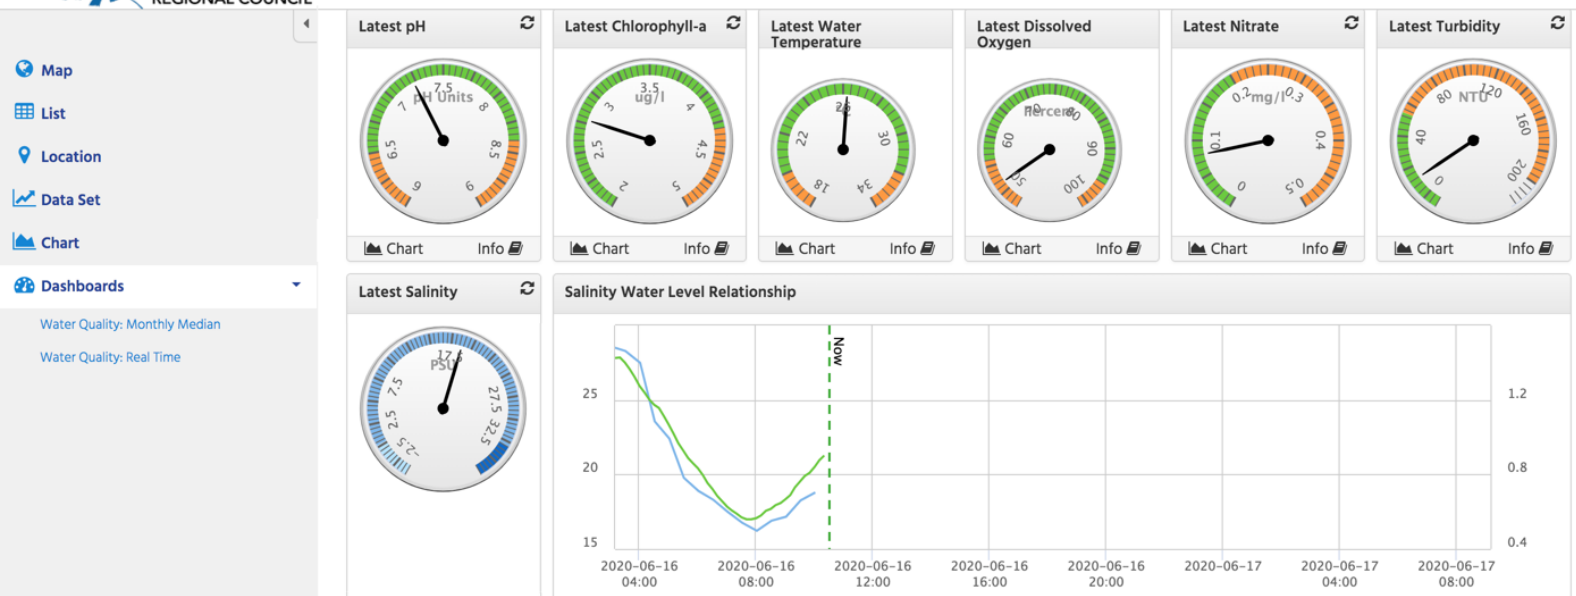 REGIONAL COUNCIL
Map
List
Location
Data Set
Chart
Dashboards
Water Quality: Monthly Median
Water Quality: Real Time
Latest pH
pH Units
6
6.5
7
7.5
8
8.5
9
Chart Info
Latest Chlorophyll-a
ug/l
2
2.5
3
3.5
4
4.5
5
Chart Info
Latest Water
Temperature
18
22
26
30
34
Chart Info
Latest Dissolved
Oxygen
Percent
50
60
70
80
90
100
Chart Info
Latest Nitrate
mg/l
0
0.1
0.2
0.3
0.4
0.5
Chart Info
Latest Turbidity
NTU
0
40
80
120
160
200
Chart Info
Latest Salinity
PSU
-2.5
2.5
7.5
17.5
27.5
32.5
Salinity Water Level Relationship
Now
25
20
15
1.2
0.8
0.4
2020-06-16
04:00
2020-06-16
08:00
2020-06-16
12:00
2020-06-16
16:00
2020-06-16
20:00
2020-06-17
2020-06-17
04:00
2020-06-17
08:00